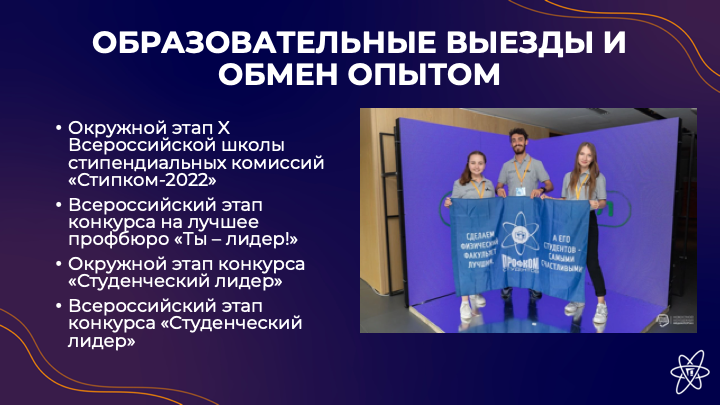 ОБРАЗОВАТЕЛЬНЫЕ ВЫЕЗДЫ И
ОБМЕН ОПЫТОМ
• Окружной этап X
Всероссийской школы
стипендиальных комиссий
«Стипком-2022»
• Всероссийский этап
конкурса на лучшее
профбюро «Ты – лидер!»
• Окружной этап конкурса
«Студенческий лидер»
• Всероссийский этап
конкурса «Студенческий
лидер»
СДЕЛАЕМ
ФИЗИЧЕСКИЙ
ФАКУЛЬТЕТ
ЛУЧШИМ,
ПРОФКОМ
СТУДЕНТОВ
А ЕГО
СТУДЕНТОВ -
САМЫМИ
СЧАСТЛИВЫМИ